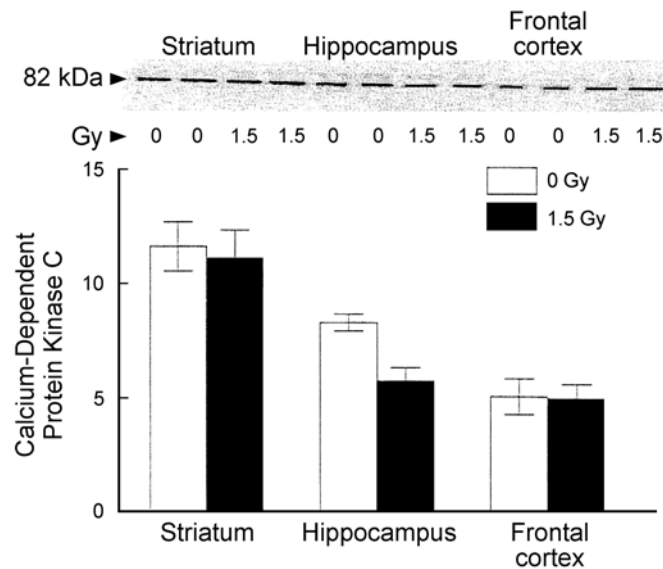 Striatum Hippocampus Frontal cortex
82 kDa
Gy 0 0 1.5 1.5 0 0 1.5 1.5 0 0 1.5 1.5
15
10
5
0
Calcium-Dependent
Protein Kinase C
0 Gy
1.5 Gy
Striatum Hippocampus Frontal
cortex